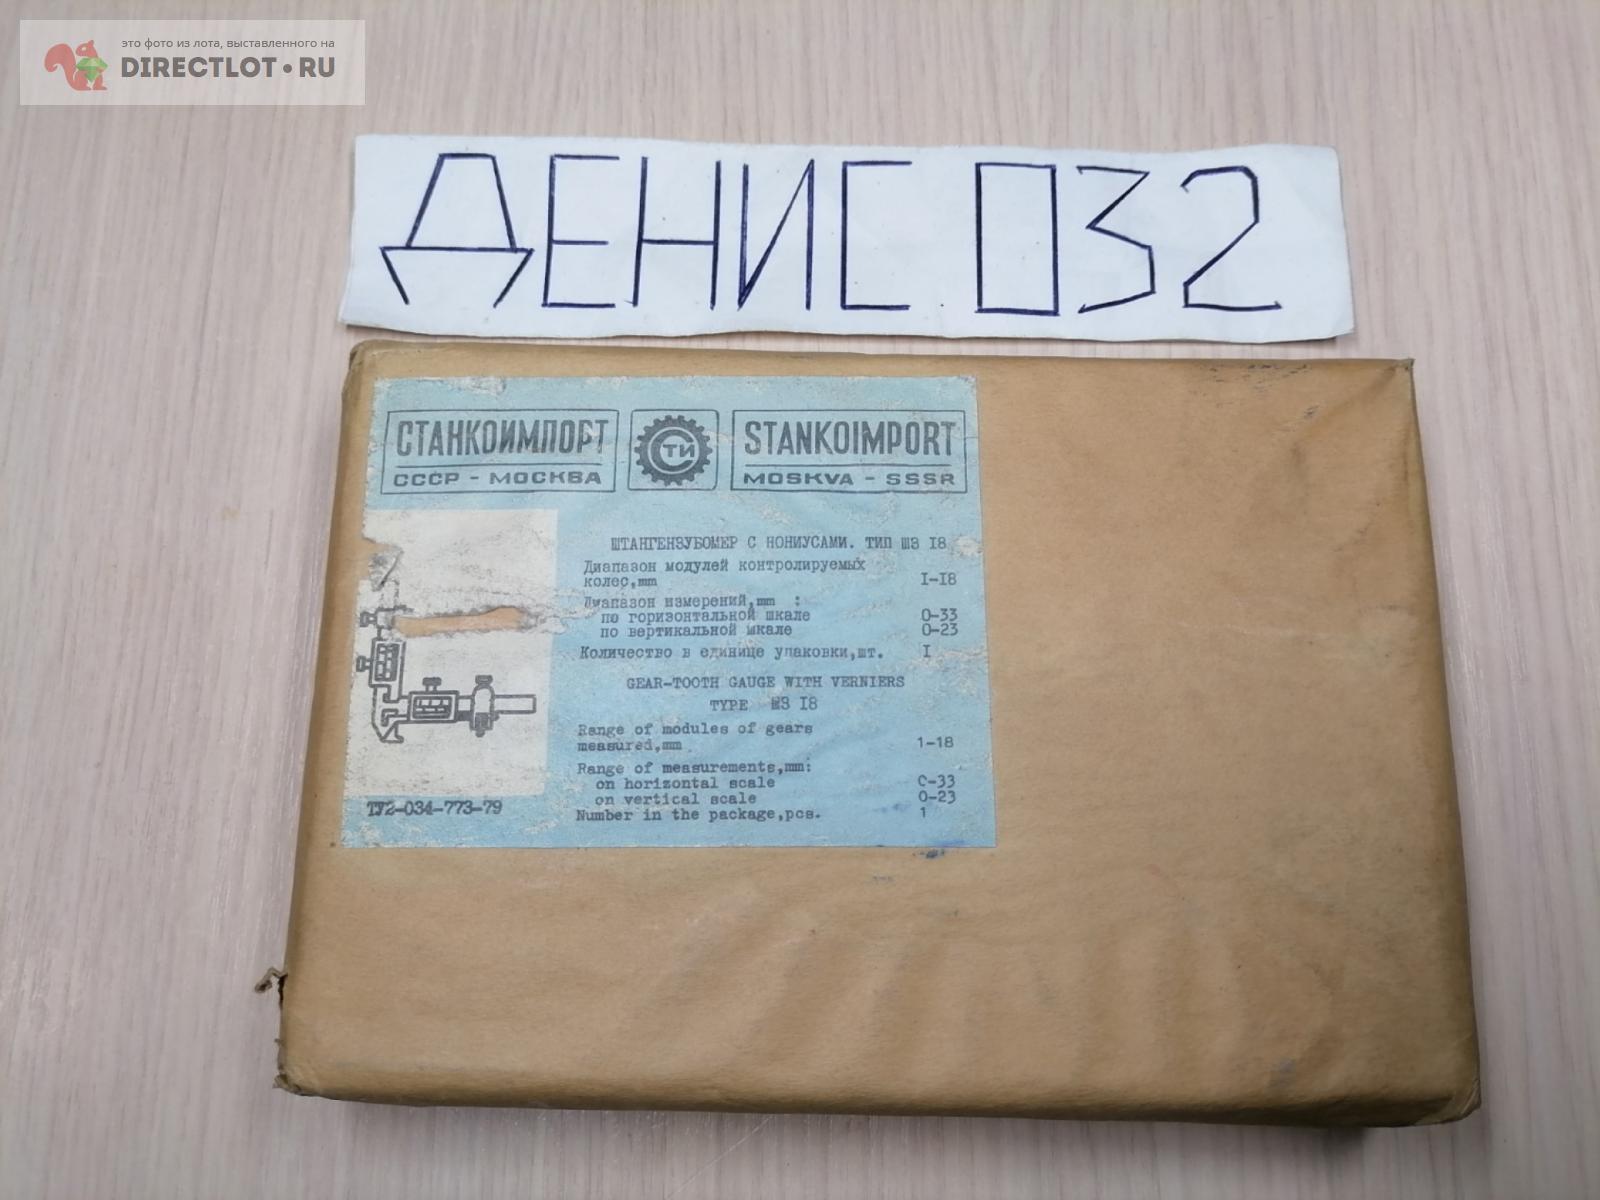 это фото из лота, выставленного на
DIRECTLOT•RU
ДЕНИС 032
СТАНКОИМПОРТ
СССР - МОСКВА
СТИ
STANKOIMPORT
MOSKVA - SSSR
ШТАНГЕНЗУБОМЕР С НОНИУСАМИ. ТИП ШЗ I8
Диапазон модулей контролируемых
колес,mm I-I8
Диапазон измерений,mm :
по горизонтальной шкале 0-33
по вертикальной шкале 0-23
Количество в единице упаковки,шт. I
GEAR-TOOTH GAUGE WITH VERNIERS
TYPE ШЗ I8
Range of modules of gears
measured,mm 1-18
Range of measurements,mm:
on horizontal scale C-33
on vertical scale 0-23
Number in the package,pcs. 1
ТУ2-034-773-79